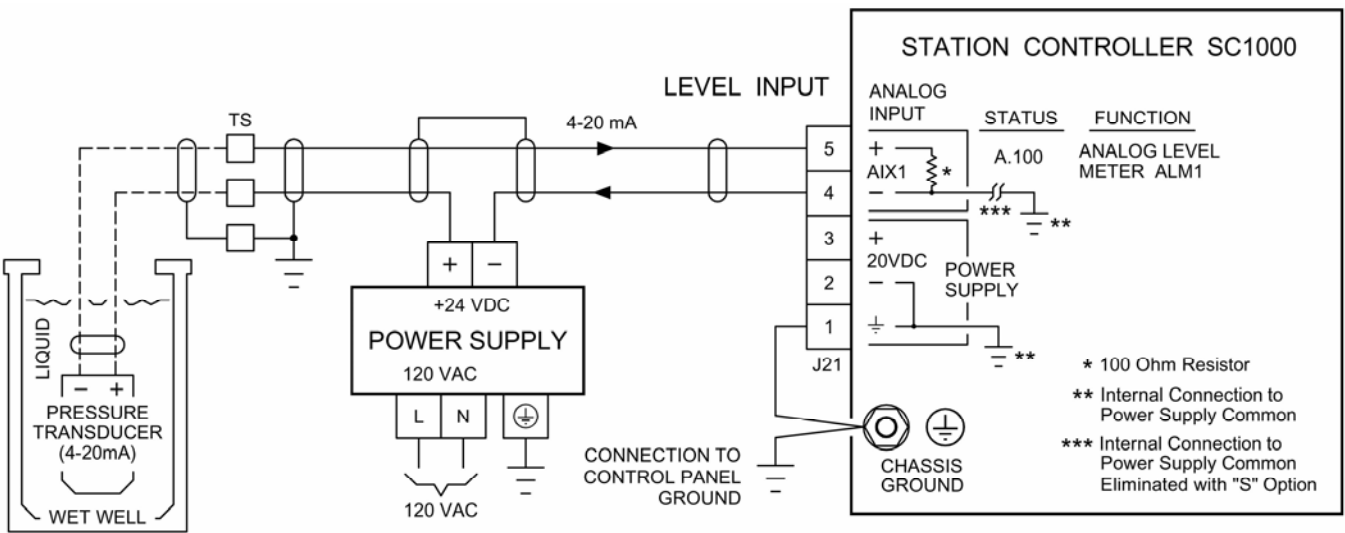 STATION CONTROLLER SC1000
LEVEL INPUT
ANALOG
INPUT
STATUS
FUNCTION
TS
4-20 mA
5
+
AIX1
*
A.100
ANALOG LEVEL
METER ALM1
4
−
***
**
3
+
20VDC
POWER
SUPPLY
2
−
1
**
J21
+ −
+24 VDC
POWER SUPPLY
120 VAC
L N
120 VAC
LIQUID
− +
PRESSURE
TRANSDUCER
(4-20mA)
WET WELL
CONNECTION TO
CONTROL PANEL
GROUND
CHASSIS
GROUND
* 100 Ohm Resistor
** Internal Connection to
Power Supply Common
*** Internal Connection to
Power Supply Common
Eliminated with "S" Option